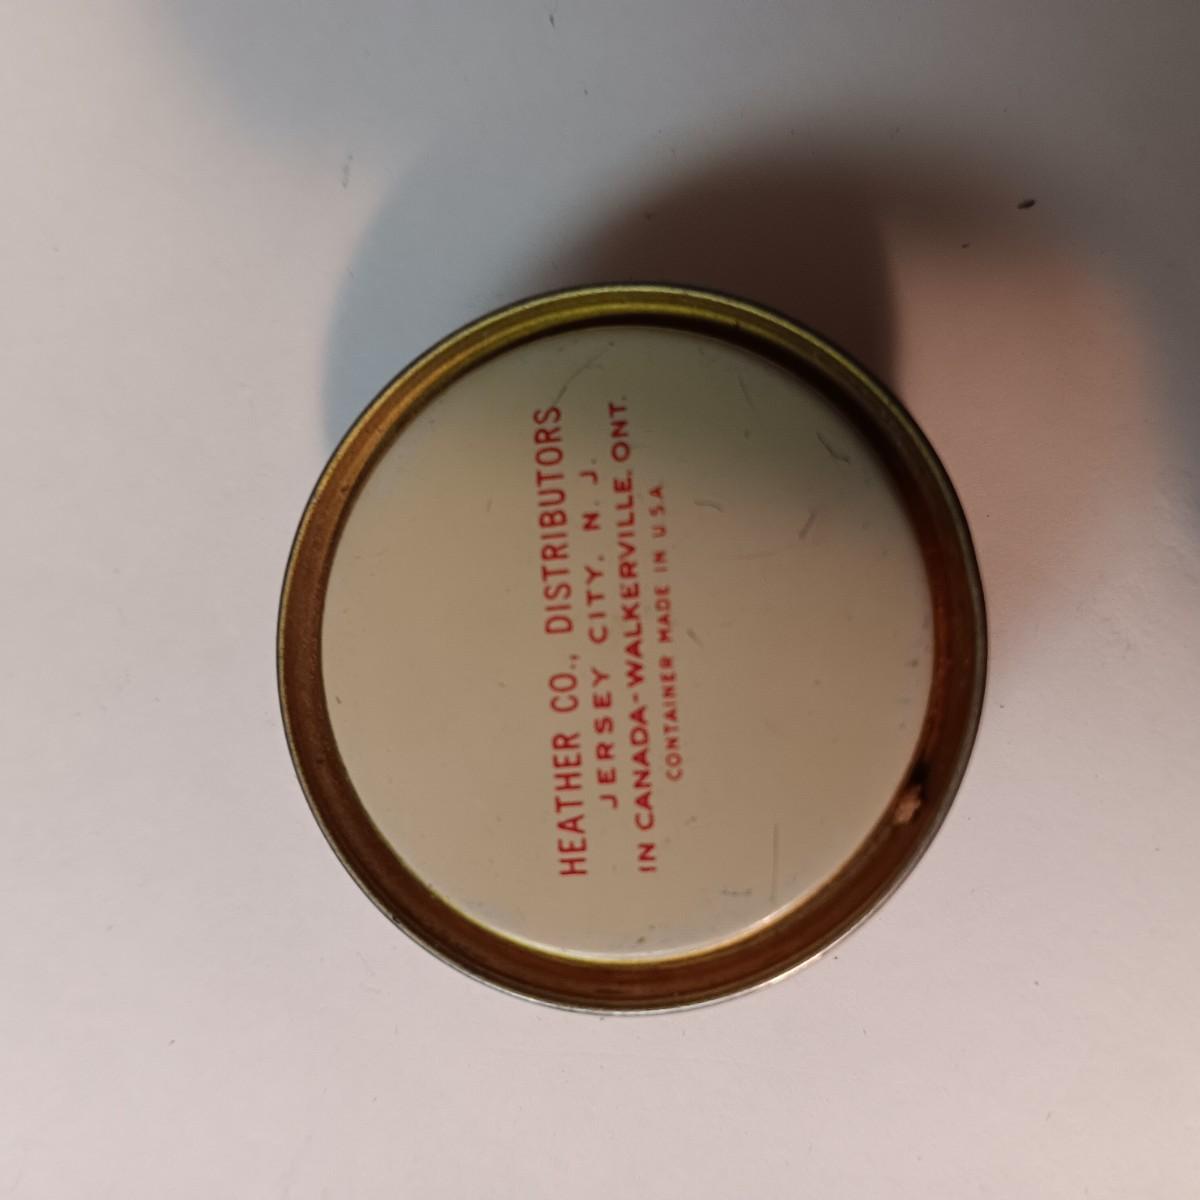 HEATHER CO., DISTRIBUTORS
JERSEY CITY. N. J.
IN CANADA-WALKERVILLE. ONT.
CONTAINER MADE IN U.S.A.